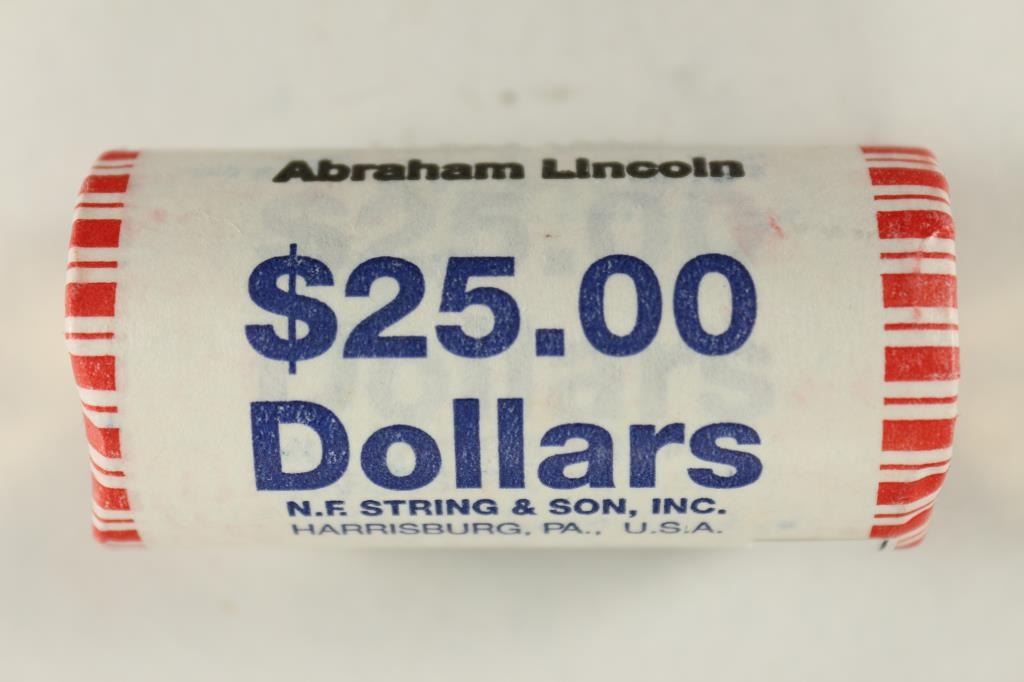 Abraham Lincoln
$25.00
Dollars
N.F. STRING & SON, INC.
HARRISBURG, PA., U.S.A.